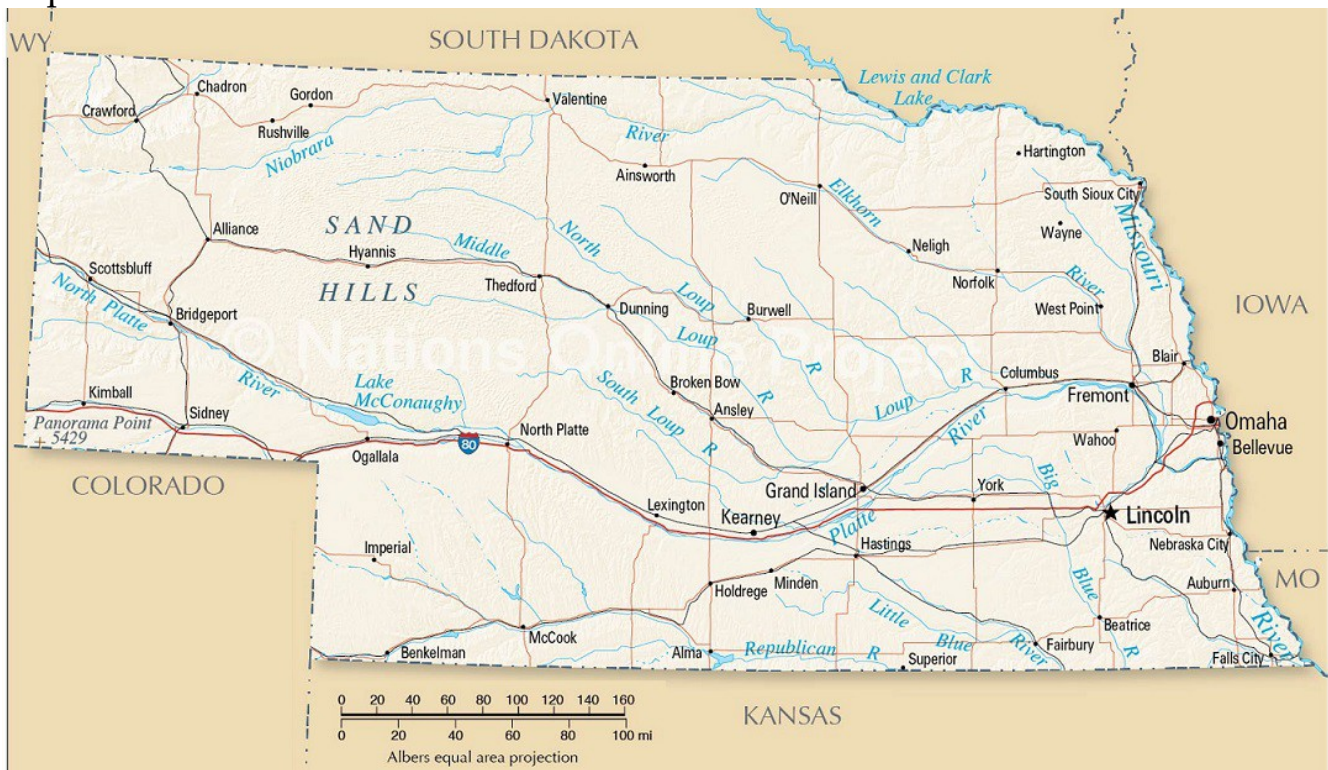 WY
SOUTH DAKOTA
Lewis and Clark
Lake
Chadron
Gordon
Crawford
Rushville
Valentine
Niobrara
River
Ainsworth
Hartington
O'Neill
Elkhorn
South Sioux City
Missouri
Wayne
Alliance
SAND
HILLS
Hyannis
Middle
North
Neligh
Scottsbluff
Thedford
Norfolk
River
North Platte
Bridgeport
Dunning
Loup
Burwell
West Point
IOWA
© Nations Online Project
Loup
R
R
River
Lake
McConaughy
South
Loup
R
Broken Bow
Ansley
Loup
R
Columbus
Blair
Fremont
Kimball
Panorama Point
5429
Sidney
Ogallala
80
North Platte
River
Wahoo
Omaha
Bellevue
COLORADO
Lexington
Kearney
Grand Island
Platte
York
Big
Lincoln
Nebraska City
Imperial
Hastings
Minden
Holdrege
Blue
Auburn
MO
McCook
Little
Blue
River
Beatrice
R
River
Benkelman
Alma
Republican
R
Superior
Fairbury
Falls City
0 20 40 60 80 100 120 140 160
0 20 40 60 80 100 mi
Albers equal area projection
KANSAS